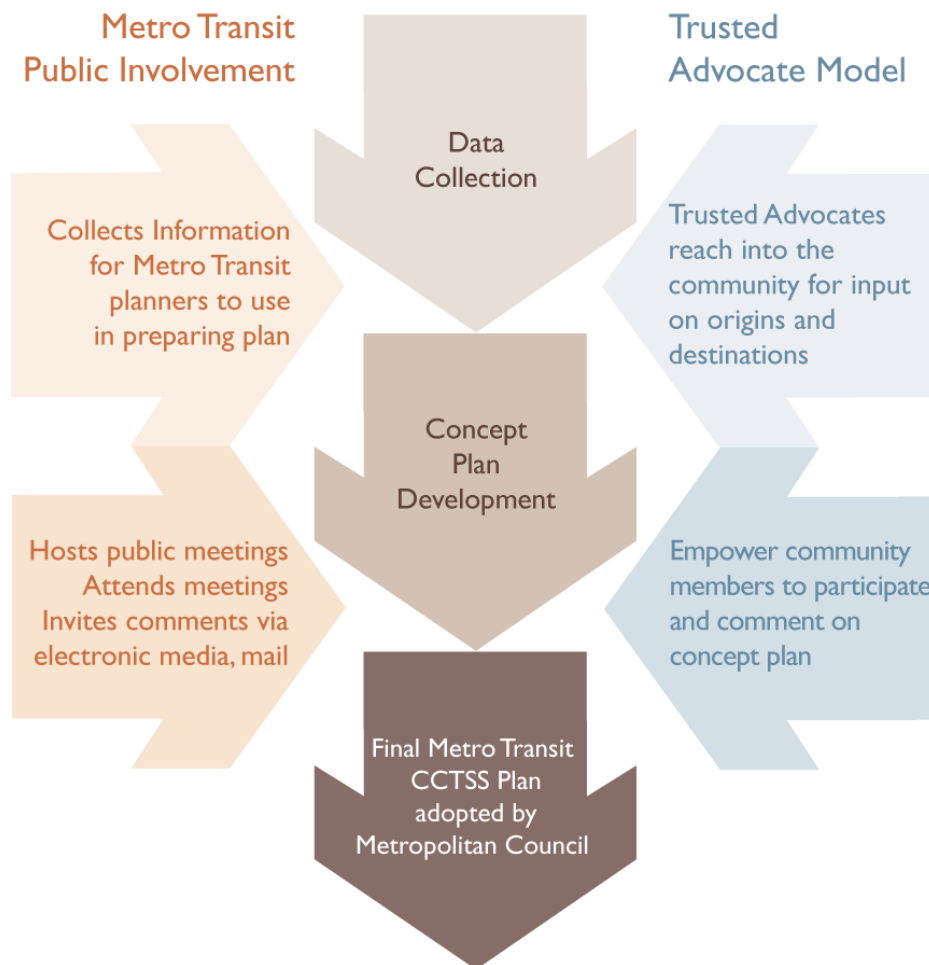 Metro Transit
Public Involvement
Trusted
Advocate Model
Data
Collection
Collects Information
for Metro Transit
planners to use
in preparing plan
Trusted Advocates
reach into the
community for input
on origins and
destinations
Concept
Plan
Development
Hosts public meetings
Attends meetings
Invites comments via
electronic media, mail
Empower community
members to participate
and comment on
concept plan
Final Metro Transit
CCTSS Plan
adopted by
Metropolitan Council